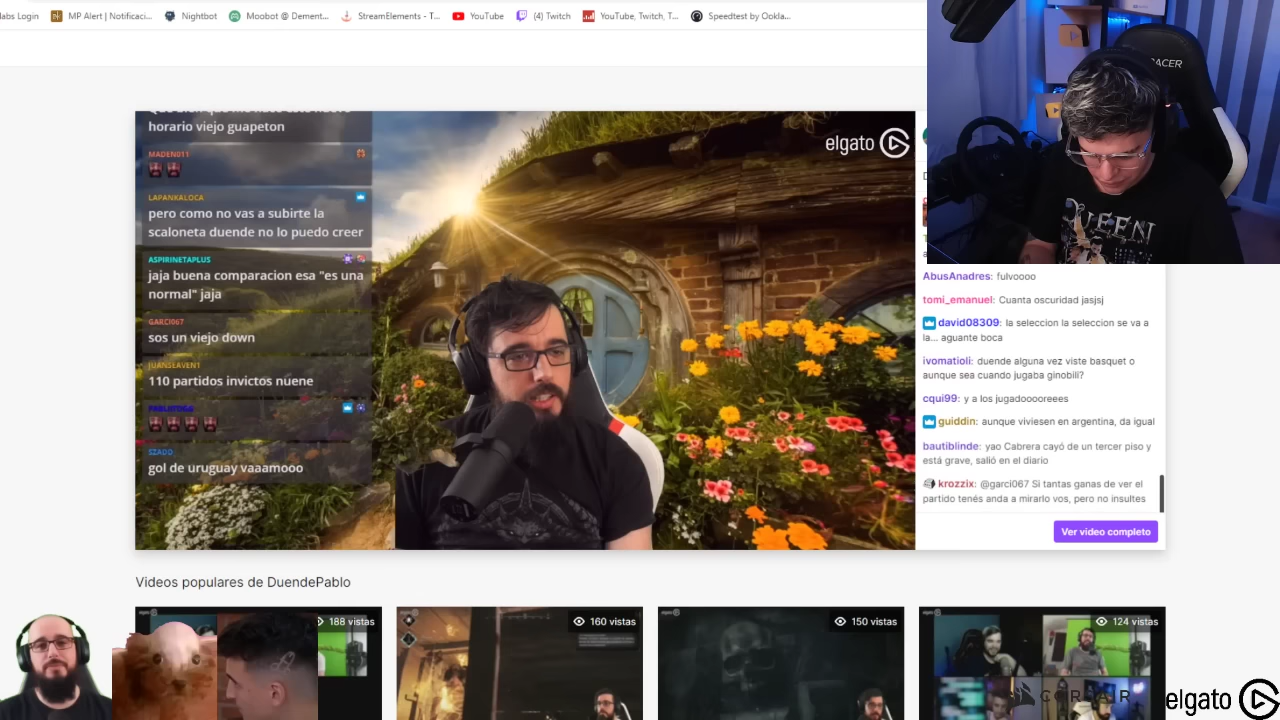 labs Login
MP Alert | Notificaci...
Nightbot
Moobot @ Dement...
StreamElements - T...
YouTube
(4) Twitch
YouTube, Twitch, T...
Speedtest by Ookla...
RACER
QUEEN
horario viejo guapeton
MADEN011
LAPANKALOCA
pero como no vas a subirte la
scaloneta duende no lo puedo creer
ASPIRINETAPLUS
jaja buena comparacion esa "es una
normal" jaja
GARCI067
sos un viejo down
JUANSLAVEN1
110 partidos invictos nuene
SZADD
gol de uruguay vaaamooo
elgato
AbusAnadres: fulvoooo
tomi_emanuel: Cuanta oscuridad jasjsj
david08309: la seleccion la seleccion se va a
la... aguante boca
ivomatioli: duende alguna vez viste basquet o
aunque sea cuando jugaba ginobili?
cqui99: y a los jugadooooreees
guiddin: aunque viviesen en argentina, da igual
bautiblinde: yao Cabrera cayó de un tercer piso y
está grave, salió en el diario
krozzix: @garci067 Si tantas ganas de ver el
partido tenés anda a mirarlo vos, pero no insultes
Ver vídeo completo
Videos populares de DuendePablo
188 vistas
160 vistas
150 vistas
124 vistas
CORSAIR
elgato